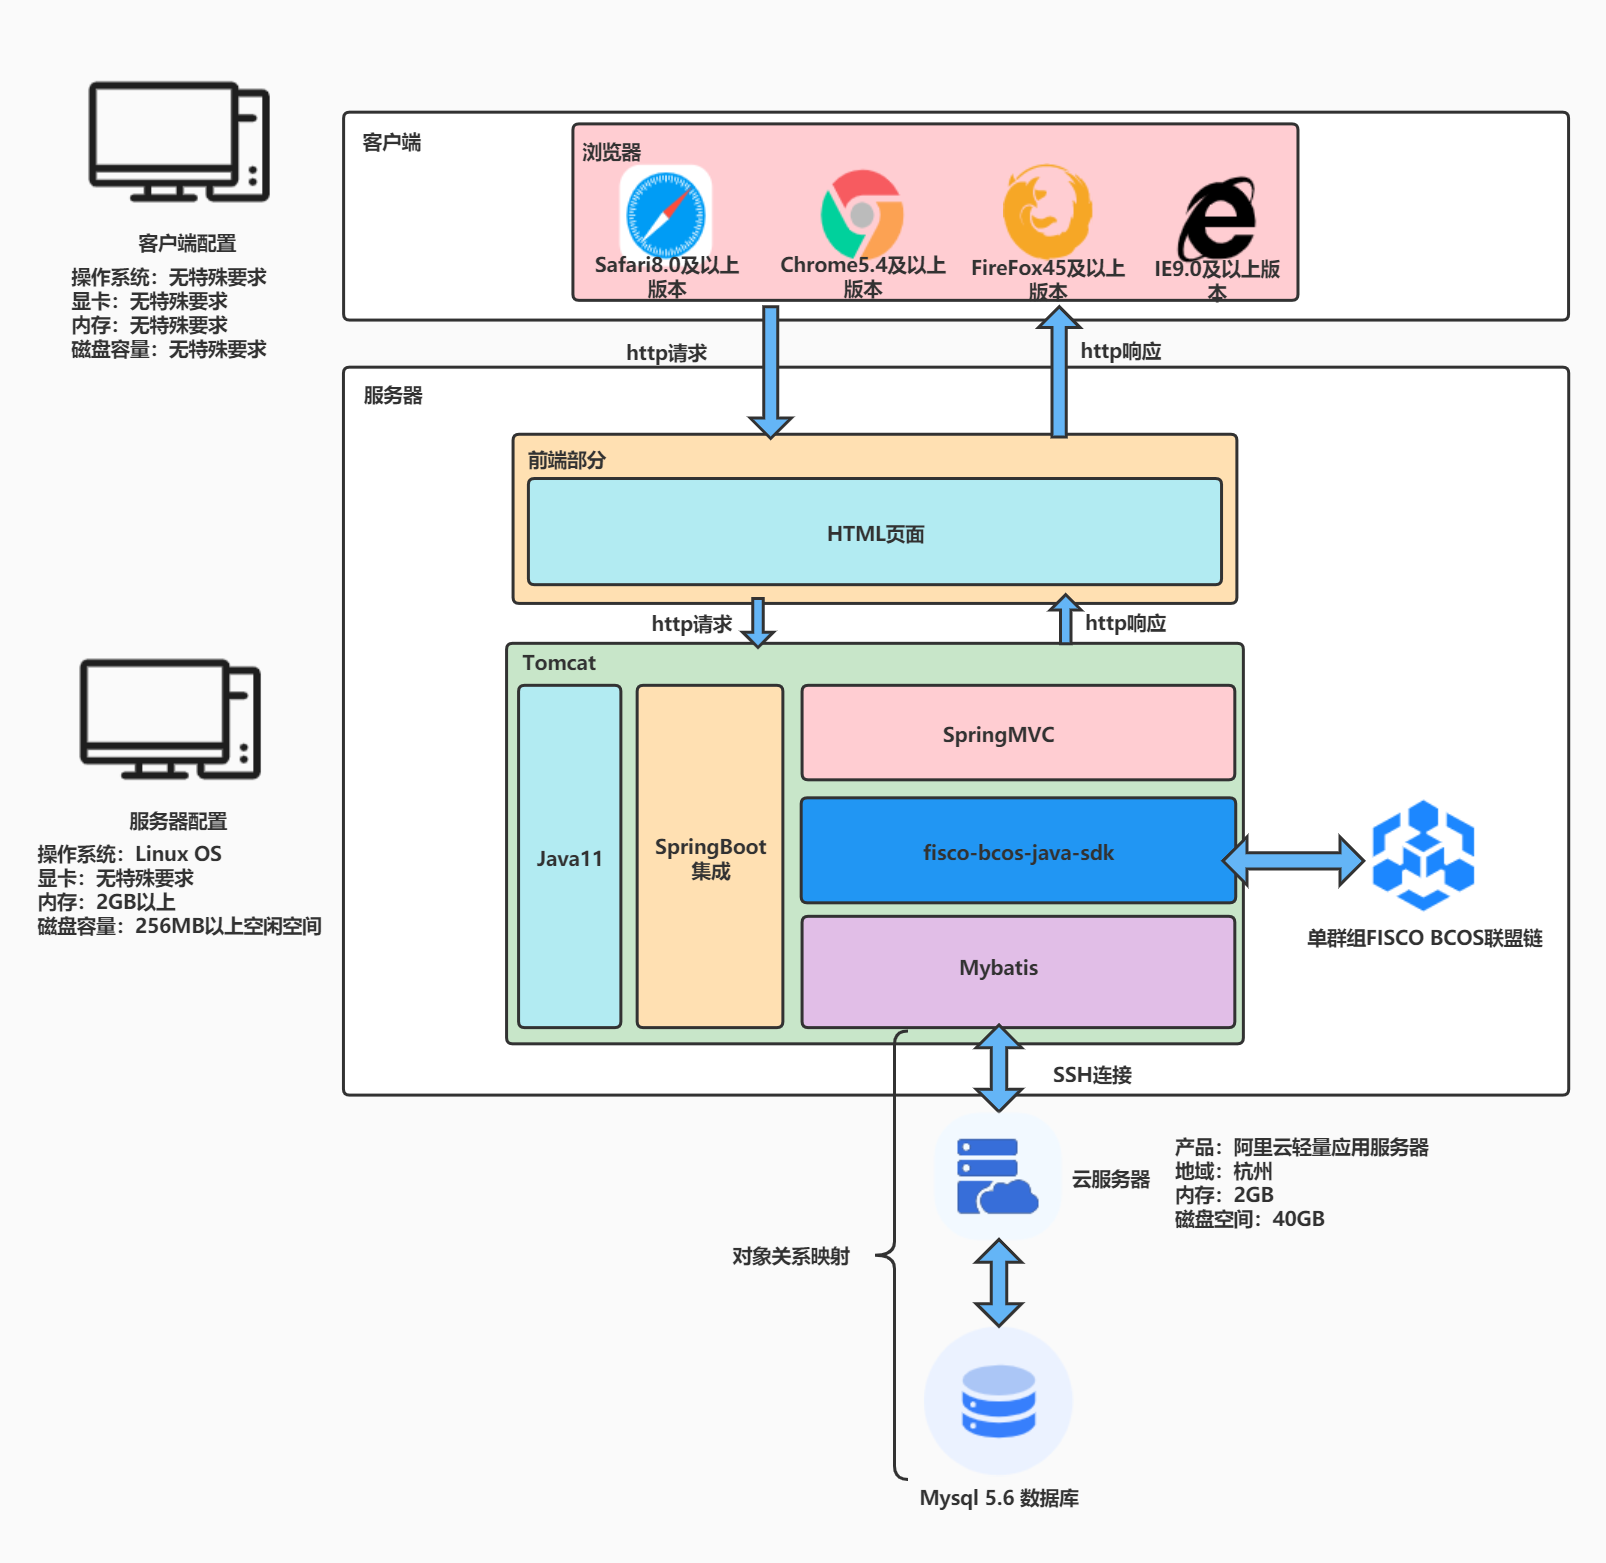 客户端
浏览器
Safari8.0及以上
版本
Chrome5.4及以上
版本
FireFox45及以上
版本
IE9.0及以上版
本
客户端配置
操作系统：无特殊要求
显卡：无特殊要求
内存：无特殊要求
磁盘容量：无特殊要求
http请求
http响应
服务器
前端部分
HTML页面
http请求
http响应
Tomcat
Java11
SpringBoot
集成
SpringMVC
fisco-bcos-java-sdk
Mybatis
单群组FISCO BCOS联盟链
服务器配置
操作系统：Linux OS
显卡：无特殊要求
内存：2GB以上
磁盘容量：256MB以上空闲空间
SSH连接
云服务器
产品：阿里云轻量应用服务器
地域：杭州
内存：2GB
磁盘空间：40GB
对象关系映射
Mysql 5.6 数据库